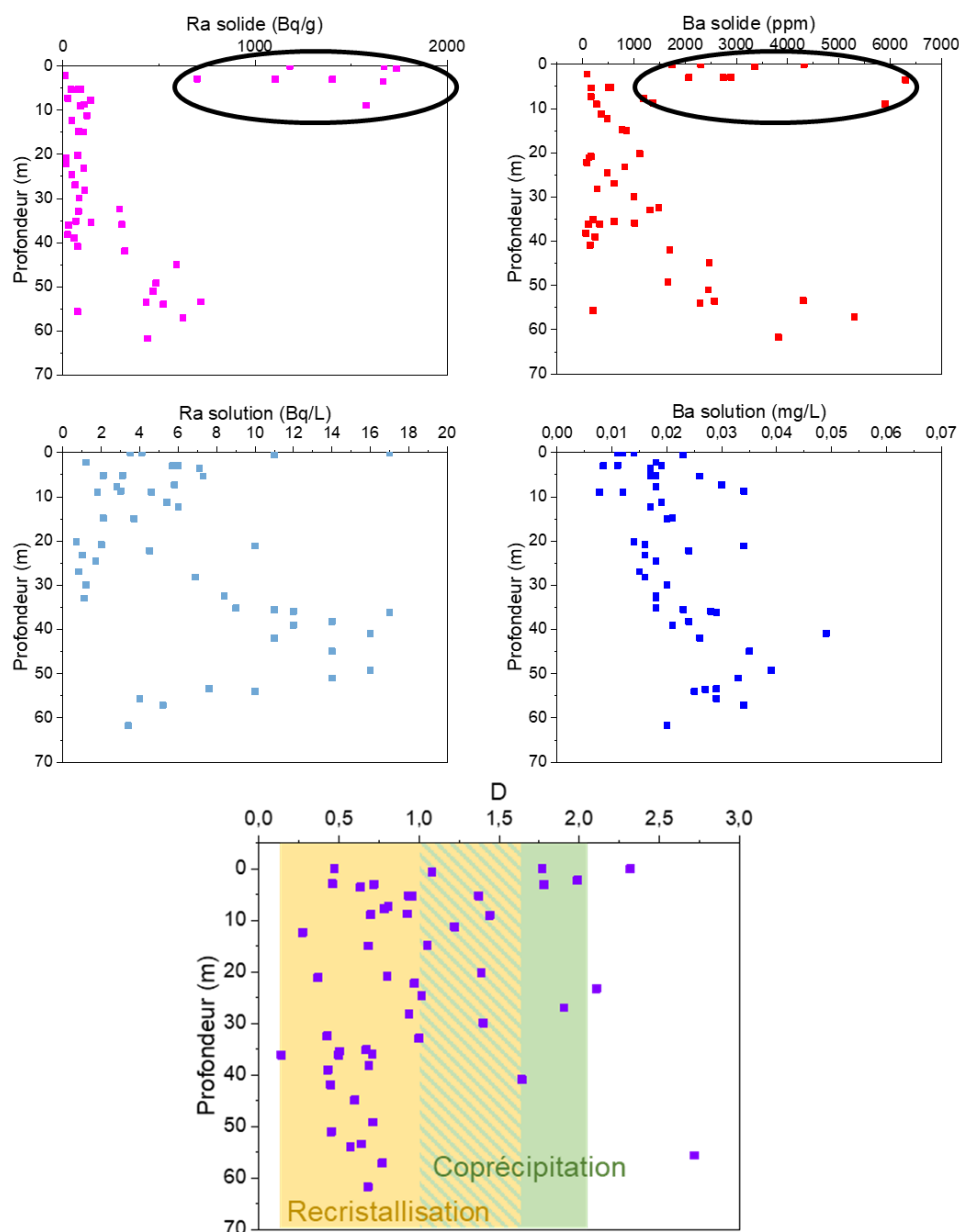 Ra solide (Bq/g)
0 1000 2000
Profondeur (m)
0
10
20
30
40
50
60
70
Ba solide (ppm)
0 1000 2000 3000 4000 5000 6000 7000
Profondeur (m)
0
10
20
30
40
50
60
70
Ra solution (Bq/L)
0 2 4 6 8 10 12 14 16 18 20
Profondeur (m)
0
10
20
30
40
50
60
70
Ba solution (mg/L)
0,00 0,01 0,02 0,03 0,04 0,05 0,06 0,07
Profondeur (m)
0
10
20
30
40
50
60
70
D
0,0 0,5 1,0 1,5 2,0 2,5 3,0
Profondeur (m)
0
10
20
30
40
50
60
70
Coprécipitation
Recristallisation